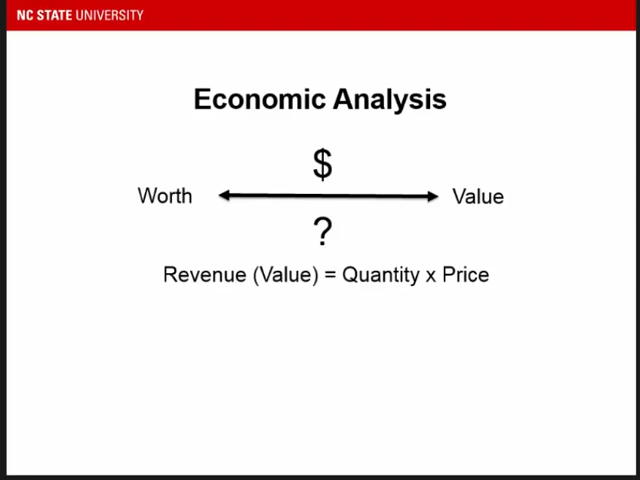 NC STATE UNIVERSITY
Economic Analysis
$
Worth Value
?
Revenue (Value) = Quantity x Price